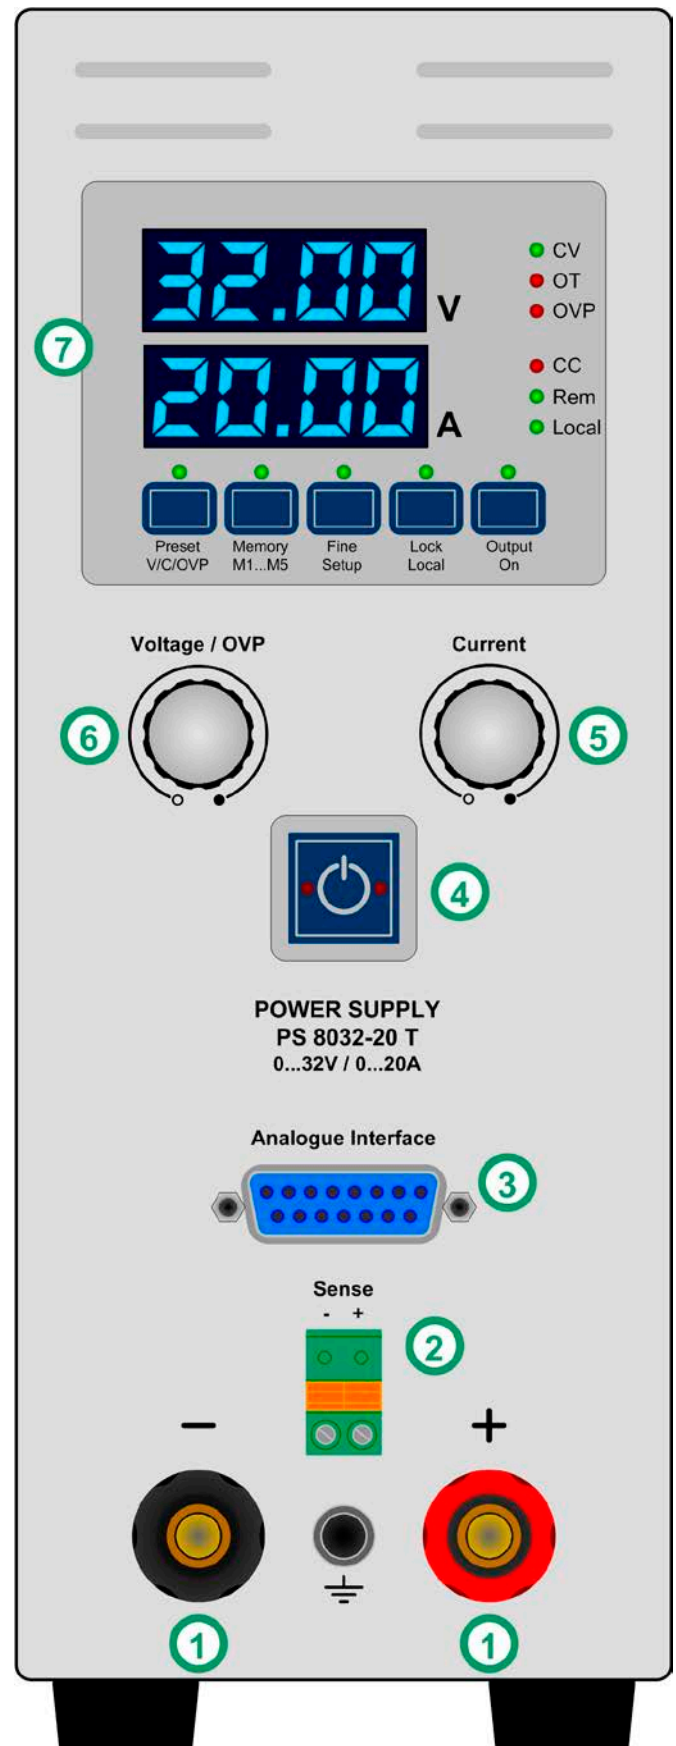 32.00 V
20.00 A
CV
OT
OVP
CC
Rem
Local
7
Preset
V/C/OVP
Memory
M1...M5
Fine
Setup
Lock
Local
Output
On
Voltage / OVP
Current
6
5
4
POWER SUPPLY
PS 8032-20 T
0...32V / 0...20A
Analogue Interface
3
Sense
- +
2
− +
1 1